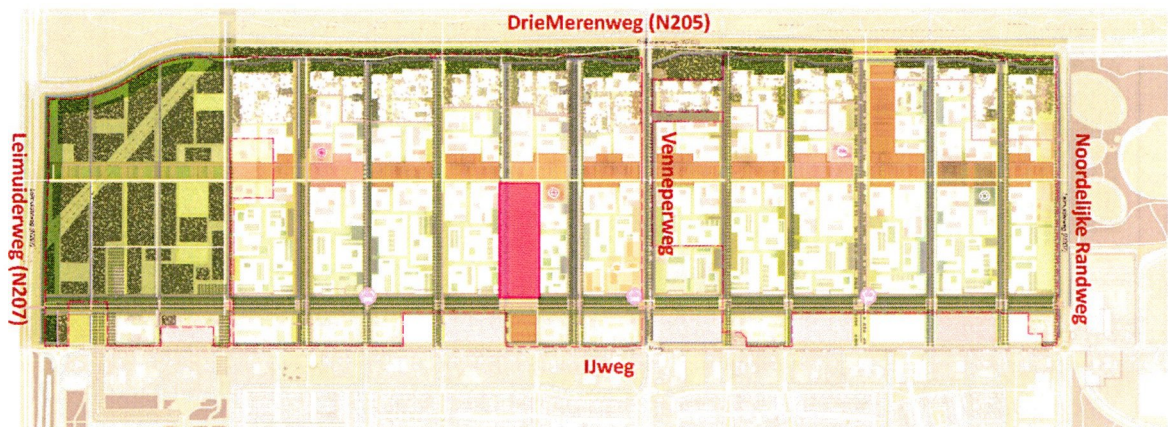 DrieMerenweg (N205)
Leimuiderweg (N207)
Venneperweg
Noordelijke Randweg
IJweg